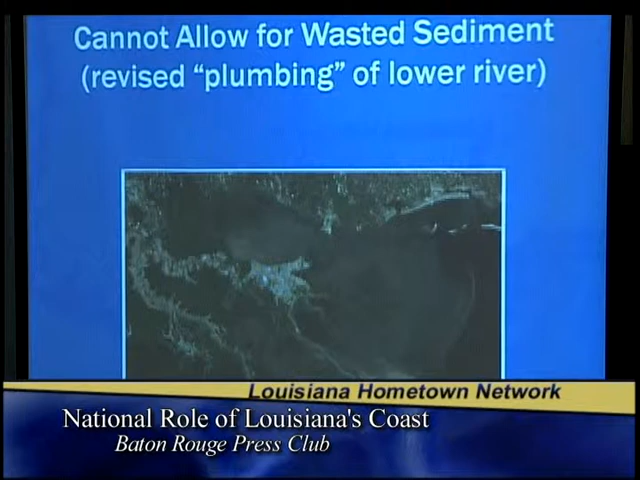 Cannot Allow for Wasted Sediment
(revised “plumbing” of lower river)
Louisiana Hometown Network
National Role of Louisiana's Coast
Baton Rouge Press Club